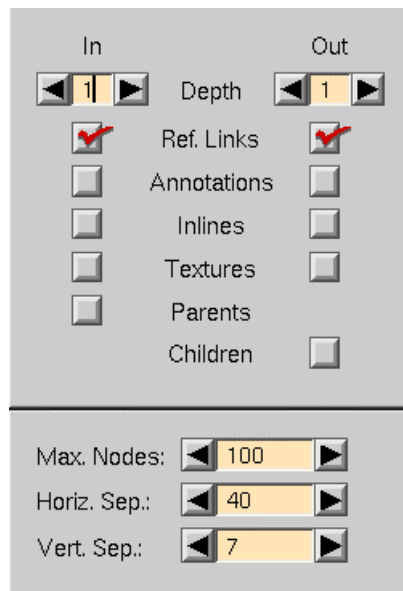 In Out
1 Depth 1
Ref. Links
Annotations
Inlines
Textures
Parents
Children
Max. Nodes: 100
Horiz. Sep.: 40
Vert. Sep.: 7